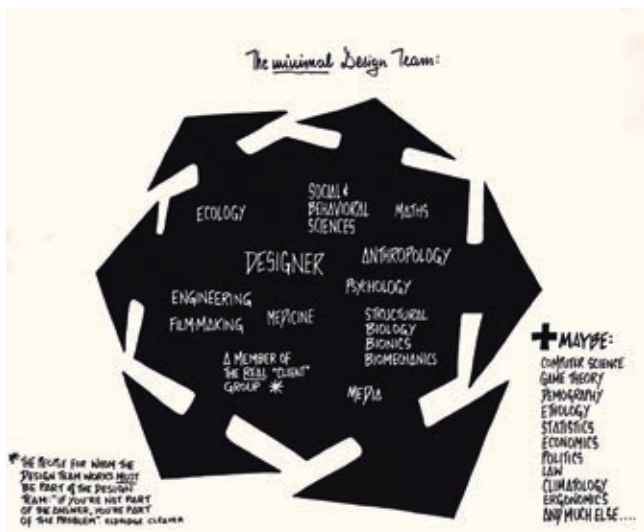 The minimal Design Team:
ECOLOGY
SOCIAL &
BEHAVIORAL
SCIENCES
MATHS
DESIGNER
ANTHROPOLOGY
PSYCHOLOGY
ENGINEERING
FILM-MAKING
MEDICINE
STRUCTURAL
BIOLOGY
BIONICS
BIOMECHANICS
A MEMBER OF
THE REAL "CLIENT"
GROUP *
MEDIA
+ MAYBE:
COMPUTER SCIENCE
GAME THEORY
DEMOGRAPHY
ETHOLOGY
STATISTICS
ECONOMICS
POLITICS
LAW
CLIMATOLOGY
ERGONOMICS
AND MUCH ELSE....
* THE PEOPLE FOR WHOM THE
DESIGN TEAM WORKS MUST
BE PART of the DESIGN
TEAM: "IF YOU'RE NOT PART
OF THE ANSWER, YOU'RE PART
OF THE PROBLEM". ELDRIDGE CLEAVER